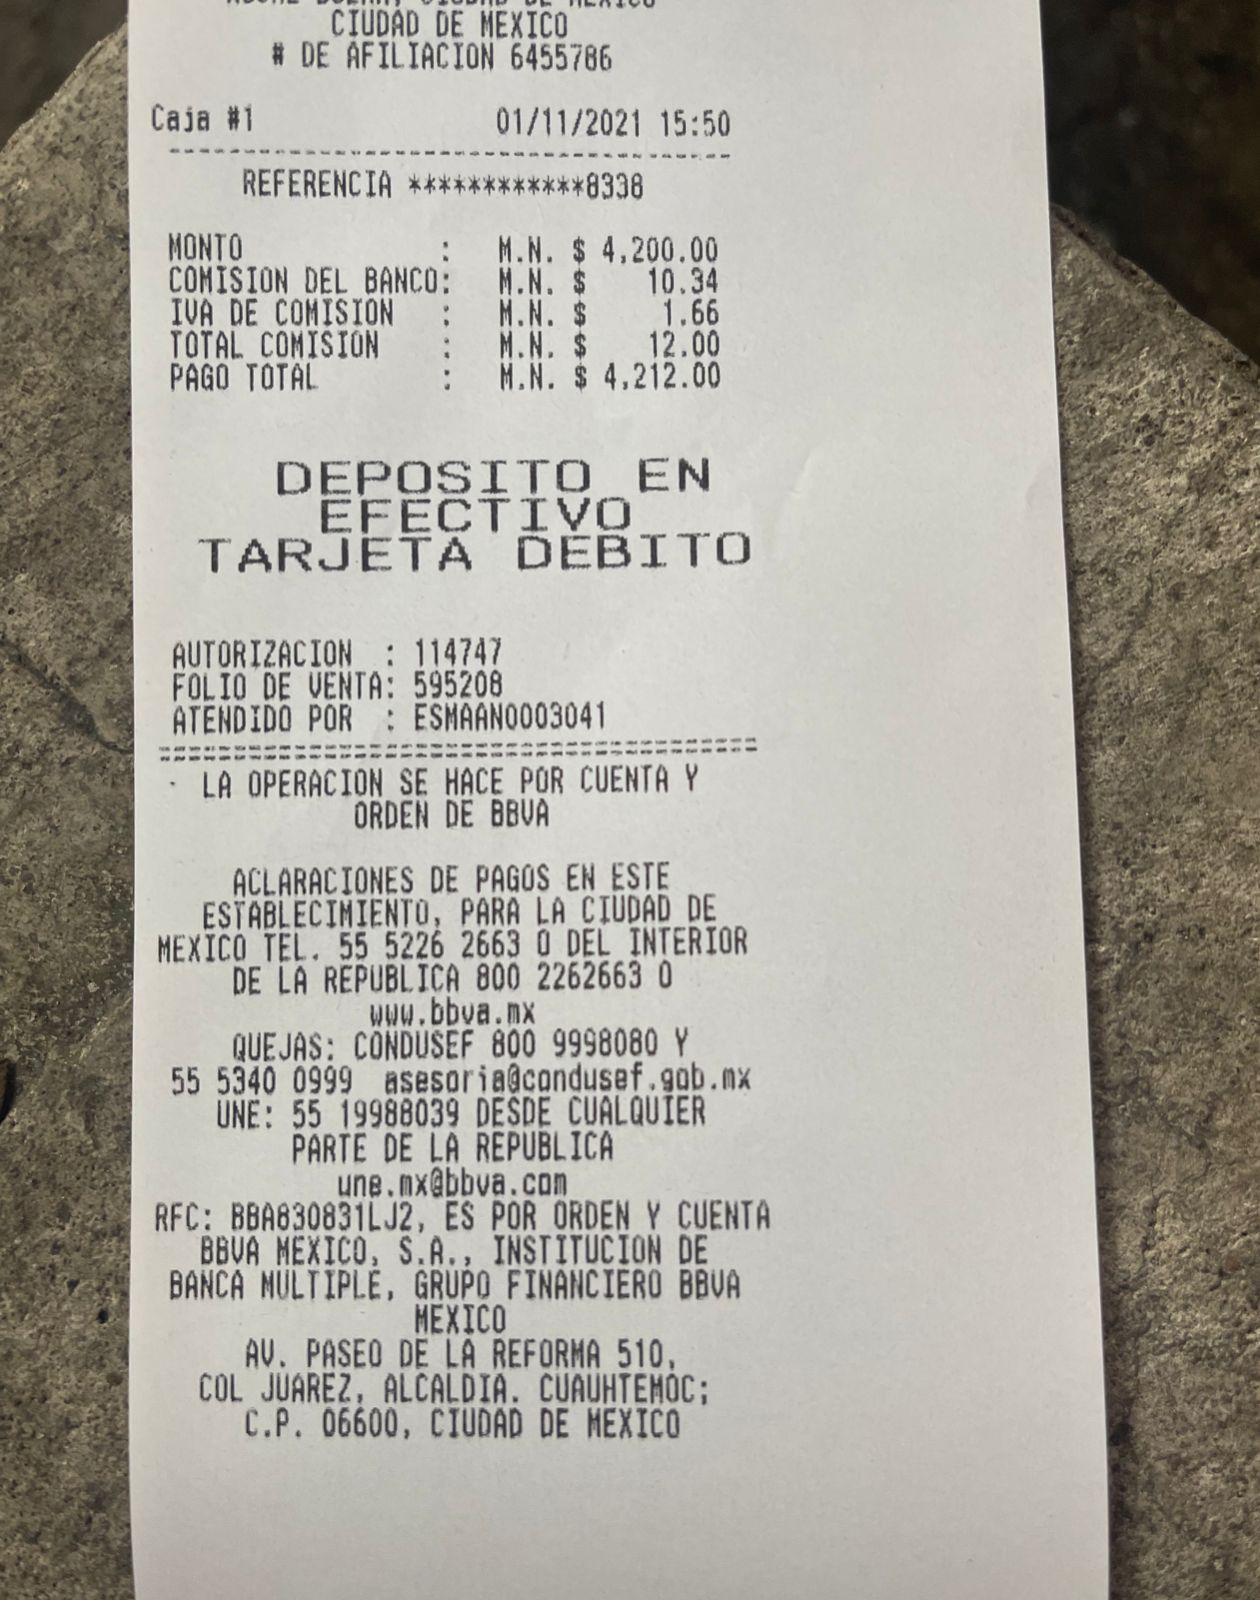 CIUDAD DE MEXICO
CIUDAD DE MEXICO
# DE AFILIACION 6455786
Caja #1 01/11/2021 15:50
REFERENCIA ************8338
MONTO : M.N. $ 4,200.00
COMISION DEL BANCO: M.N. $ 10.34
IVA DE COMISION : M.N. $ 1.66
TOTAL COMISION : M.N. $ 12.00
PAGO TOTAL : M.N. $ 4,212.00
DEPOSITO EN
EFECTIVO
TARJETA DEBITO
AUTORIZACION : 114747
FOLIO DE VENTA: 595208
ATENDIDO POR : ESMAAN0003041
LA OPERACION SE HACE POR CUENTA Y
ORDEN DE BBVA
ACLARACIONES DE PAGOS EN ESTE
ESTABLECIMIENTO, PARA LA CIUDAD DE
MEXICO TEL. 55 5226 2663 O DEL INTERIOR
DE LA REPUBLICA 800 2262663 O
www.bbva.mx
QUEJAS: CONDUSEF 800 9998080 Y
55 5340 0999 asesoria@condusef.gob.mx
UNE: 55 19988039 DESDE CUALQUIER
PARTE DE LA REPUBLICA
une.mx@bbva.com
RFC: BBA830831LJ2, ES POR ORDEN Y CUENTA
BBVA MEXICO, S.A., INSTITUCION DE
BANCA MULTIPLE, GRUPO FINANCIERO BBVA
MEXICO
AV. PASEO DE LA REFORMA 510,
COL JUAREZ, ALCALDIA. CUAUHTEMOC;
C.P. 06600, CIUDAD DE MEXICO